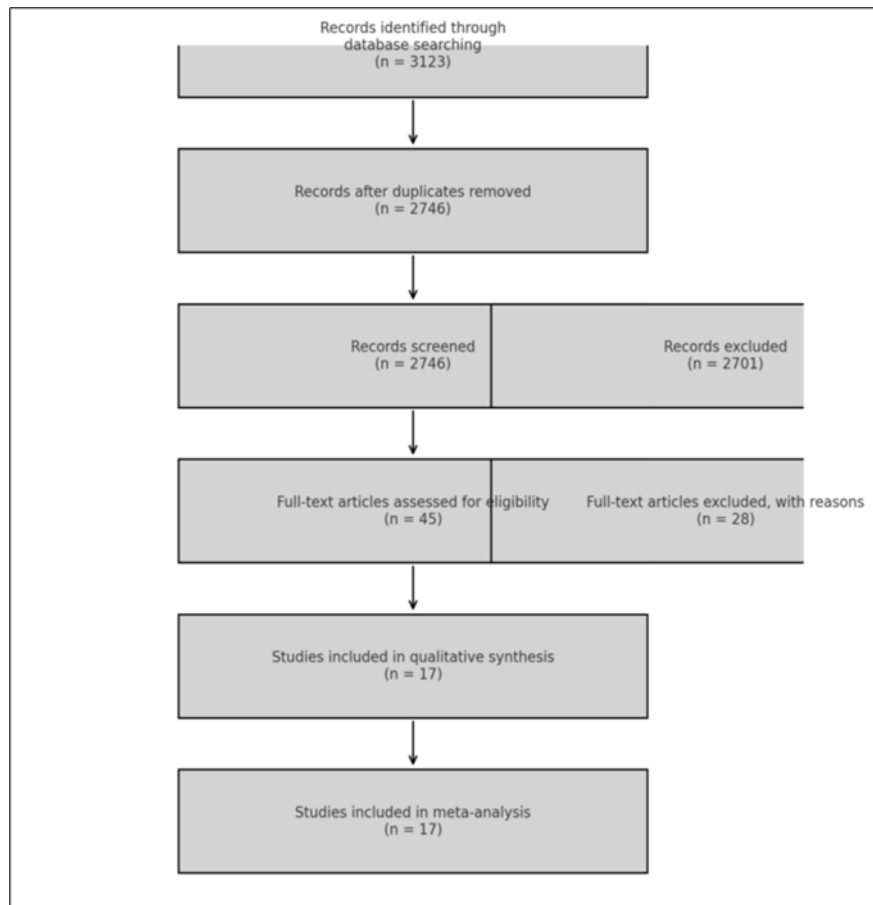 Records identified through
database searching
(n = 3123)
Records after duplicates removed
(n = 2746)
Records screened
(n = 2746)
Records excluded
(n = 2701)
Full-text articles assessed for eligibility
(n = 45)
Full-text articles excluded, with reasons
(n = 28)
Studies included in qualitative synthesis
(n = 17)
Studies included in meta-analysis
(n = 17)